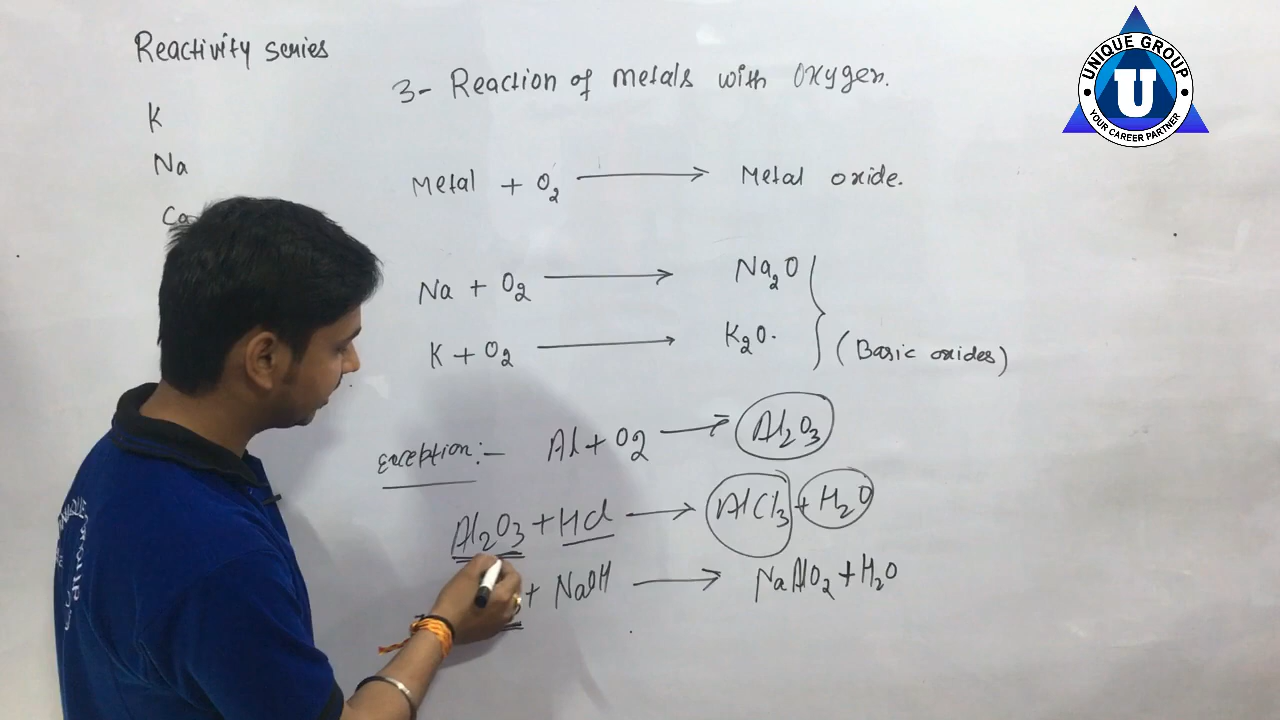 Reactivity series
3- Reaction of metals with Oxygen.
K
Na
Ca
Metal + O₂ ⟶ Metal oxide.
Na + O₂ ⟶ Na₂O
K + O₂ ⟶ K₂O.
(Basic oxides)
Exception:- Al + O₂ ⟶ Al₂O₃
Al₂O₃ + HCl ⟶ AlCl₃ + H₂O
+ NaOH ⟶ NaAlO₂ + H₂O
UNIQUE GROUP
U
YOUR CAREER PARTNER